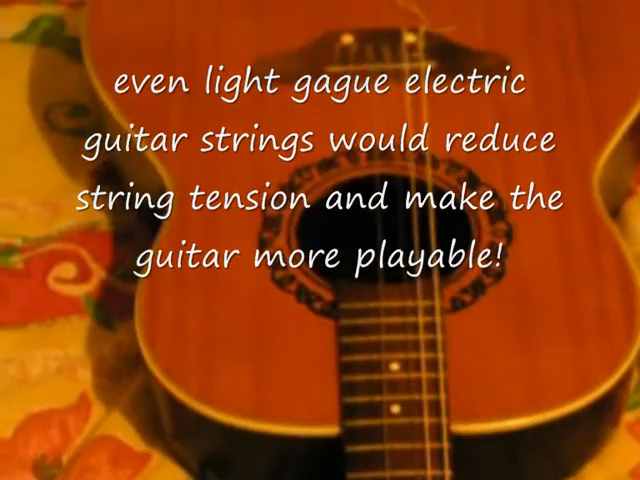 even light gague electric
guitar strings would reduce
string tension and make the
guitar more playable!